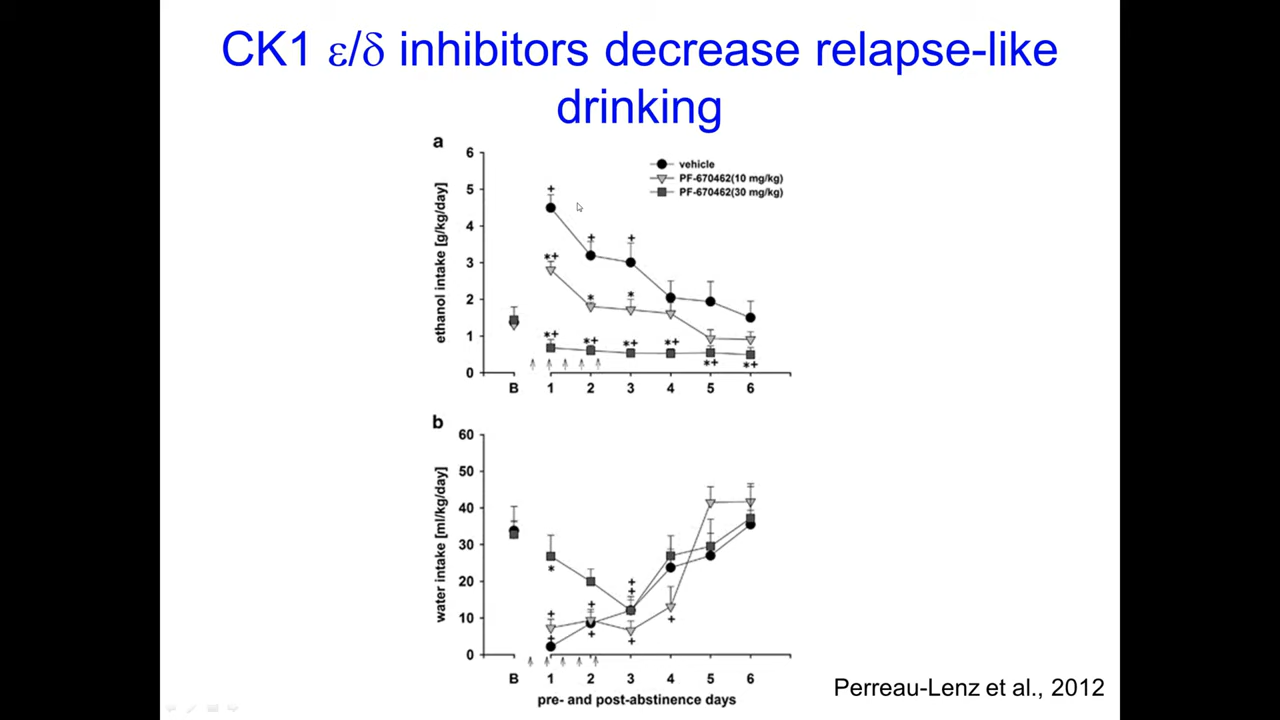 CK1 ε/δ inhibitors decrease relapse-like
drinking
a
6
5
4
3
2
1
0
ethanol intake [g/kg/day]
vehicle
PF-670462(10 mg/kg)
PF-670462(30 mg/kg)
+
+
+
*+
*
*
*+
*+
*+
*+
*+
*+
B 1 2 3 4 5 6
b
60
50
40
30
20
10
0
water intake [ml/kg/day]
*
+
+
+
+
+
+
+
+
B 1 2 3 4 5 6
pre- and post-abstinence days
Perreau-Lenz et al., 2012